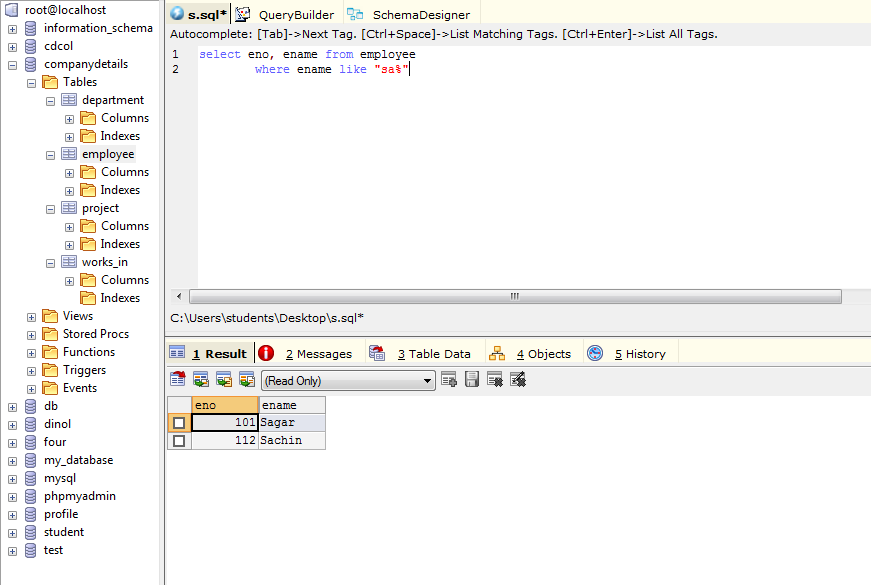 root@localhost
information_schema
cdcol
companydetails
Tables
department
Columns
Indexes
employee
Columns
Indexes
project
Columns
Indexes
works_in
Columns
Indexes
Views
Stored Procs
Functions
Triggers
Events
db
dinol
four
my_database
mysql
phpmyadmin
profile
student
test
s.sql* QueryBuilder SchemaDesigner
Autocomplete: [Tab]->Next Tag. [Ctrl+Space]->List Matching Tags. [Ctrl+Enter]->List All Tags.
1 select eno, ename from employee
2 where ename like "sa%"
C:\Users\students\Desktop\s.sql*
1 Result 2 Messages 3 Table Data 4 Objects 5 History
(Read Only)
eno ename
101 Sagar
112 Sachin